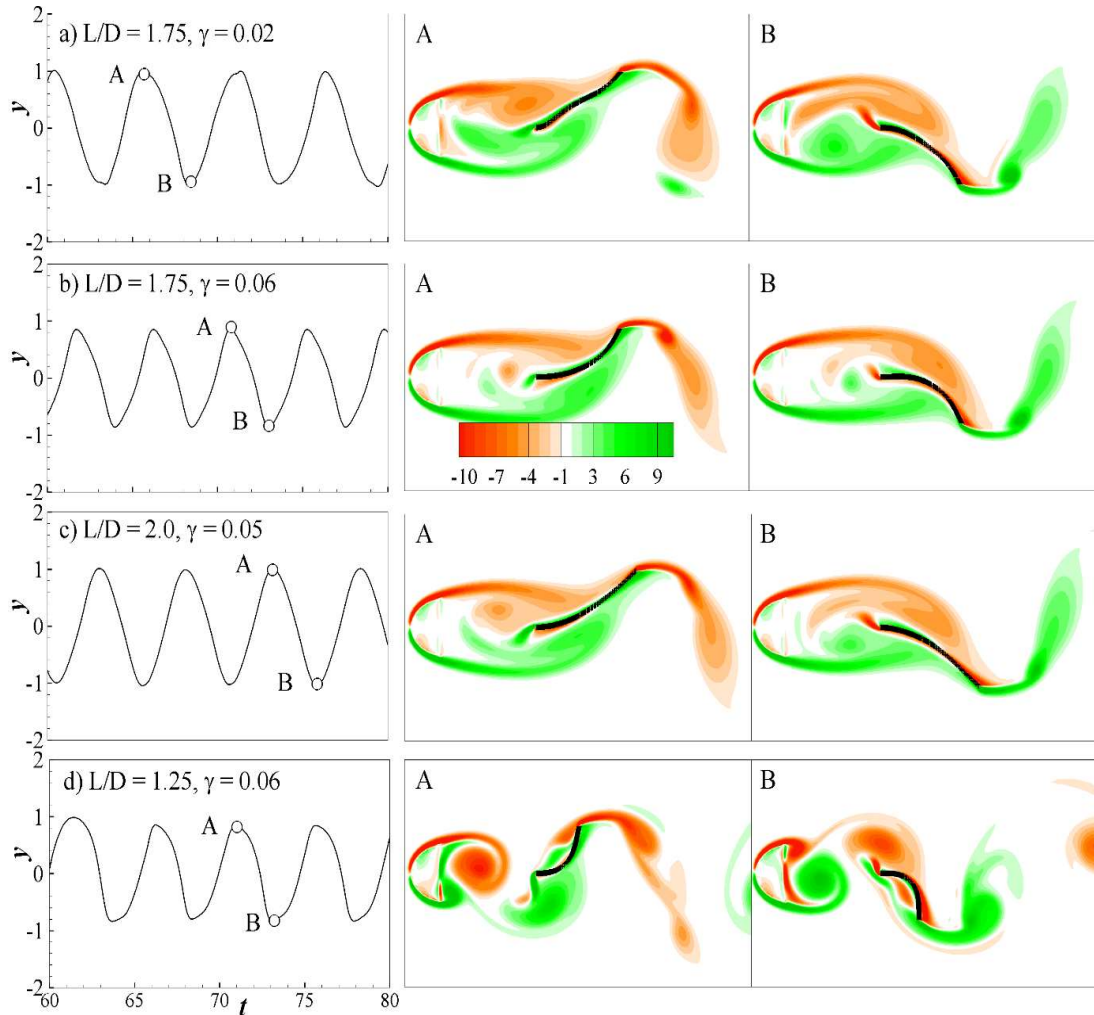 2
a) L/D = 1.75, γ = 0.02
A
B
1
A
y
0
B
-1
-2
2
b) L/D = 1.75, γ = 0.06
A
B
1
A
y
0
B
-1
-10 -7 -4 -1 3 6 9
-2
2
c) L/D = 2.0, γ = 0.05
A
B
1
A
y
0
B
-1
-2
2
d) L/D = 1.25, γ = 0.06
A
B
1
A
y
0
B
-1
-2
60 65 70 75 80
t